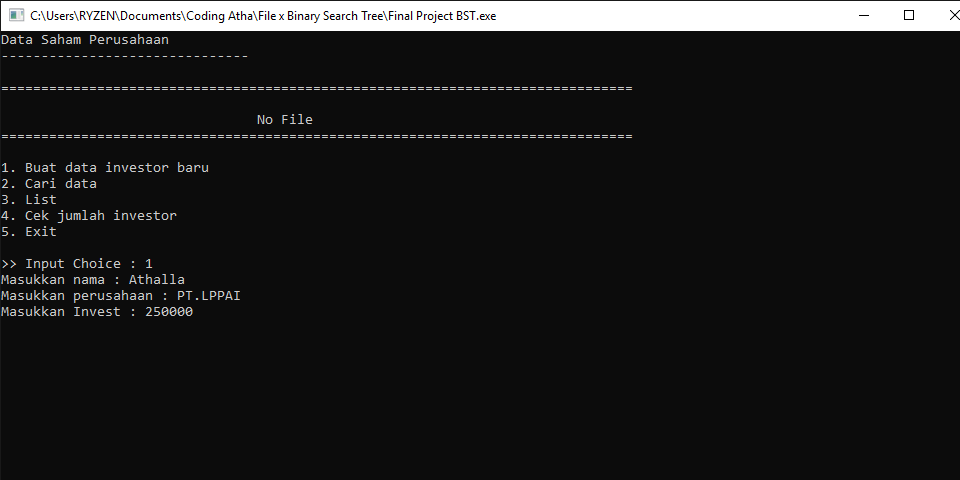 C:\Users\RYZEN\Documents\Coding Atha\File x Binary Search Tree\Final Project BST.exe
Data Saham Perusahaan
-------------------------------
===============================================================================
No File
===============================================================================
1. Buat data investor baru
2. Cari data
3. List
4. Cek jumlah investor
5. Exit
>> Input Choice : 1
Masukkan nama : Athalla
Masukkan perusahaan : PT.LPPAI
Masukkan Invest : 250000